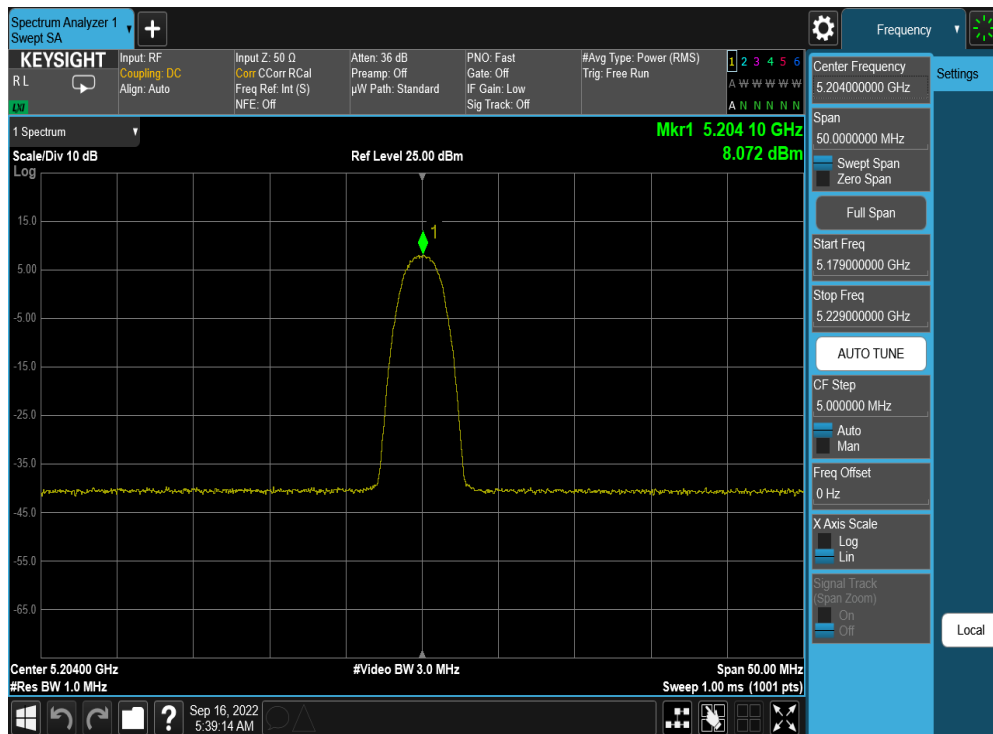 Spectrum Analyzer 1
Swept SA
Frequency
KEYSIGHT
R L
LXI
Input: RF
Coupling: DC
Align: Auto
Input Z: 50 Ω
Corr CCorr RCal
Freq Ref: Int (S)
NFE: Off
Atten: 36 dB
Preamp: Off
µW Path: Standard
PNO: Fast
Gate: Off
IF Gain: Low
Sig Track: Off
#Avg Type: Power (RMS)
Trig: Free Run
1 2 3 4 5 6
A W W W W W
A N N N N N
1 Spectrum
Scale/Div 10 dB
Log
Ref Level 25.00 dBm
Mkr1 5.204 10 GHz
8.072 dBm
1
15.0
5.00
-5.00
-15.0
-25.0
-35.0
-45.0
-55.0
-65.0
Center 5.20400 GHz
#Res BW 1.0 MHz
#Video BW 3.0 MHz
Span 50.00 MHz
Sweep 1.00 ms (1001 pts)
Sep 16, 2022
5:39:14 AM
?
Center Frequency
5.204000000 GHz
Settings
Span
50.0000000 MHz
Swept Span
Zero Span
Full Span
Start Freq
5.179000000 GHz
Stop Freq
5.229000000 GHz
AUTO TUNE
CF Step
5.000000 MHz
Auto
Man
Freq Offset
0 Hz
X Axis Scale
Log
Lin
Signal Track
(Span Zoom)
On
Off
Local